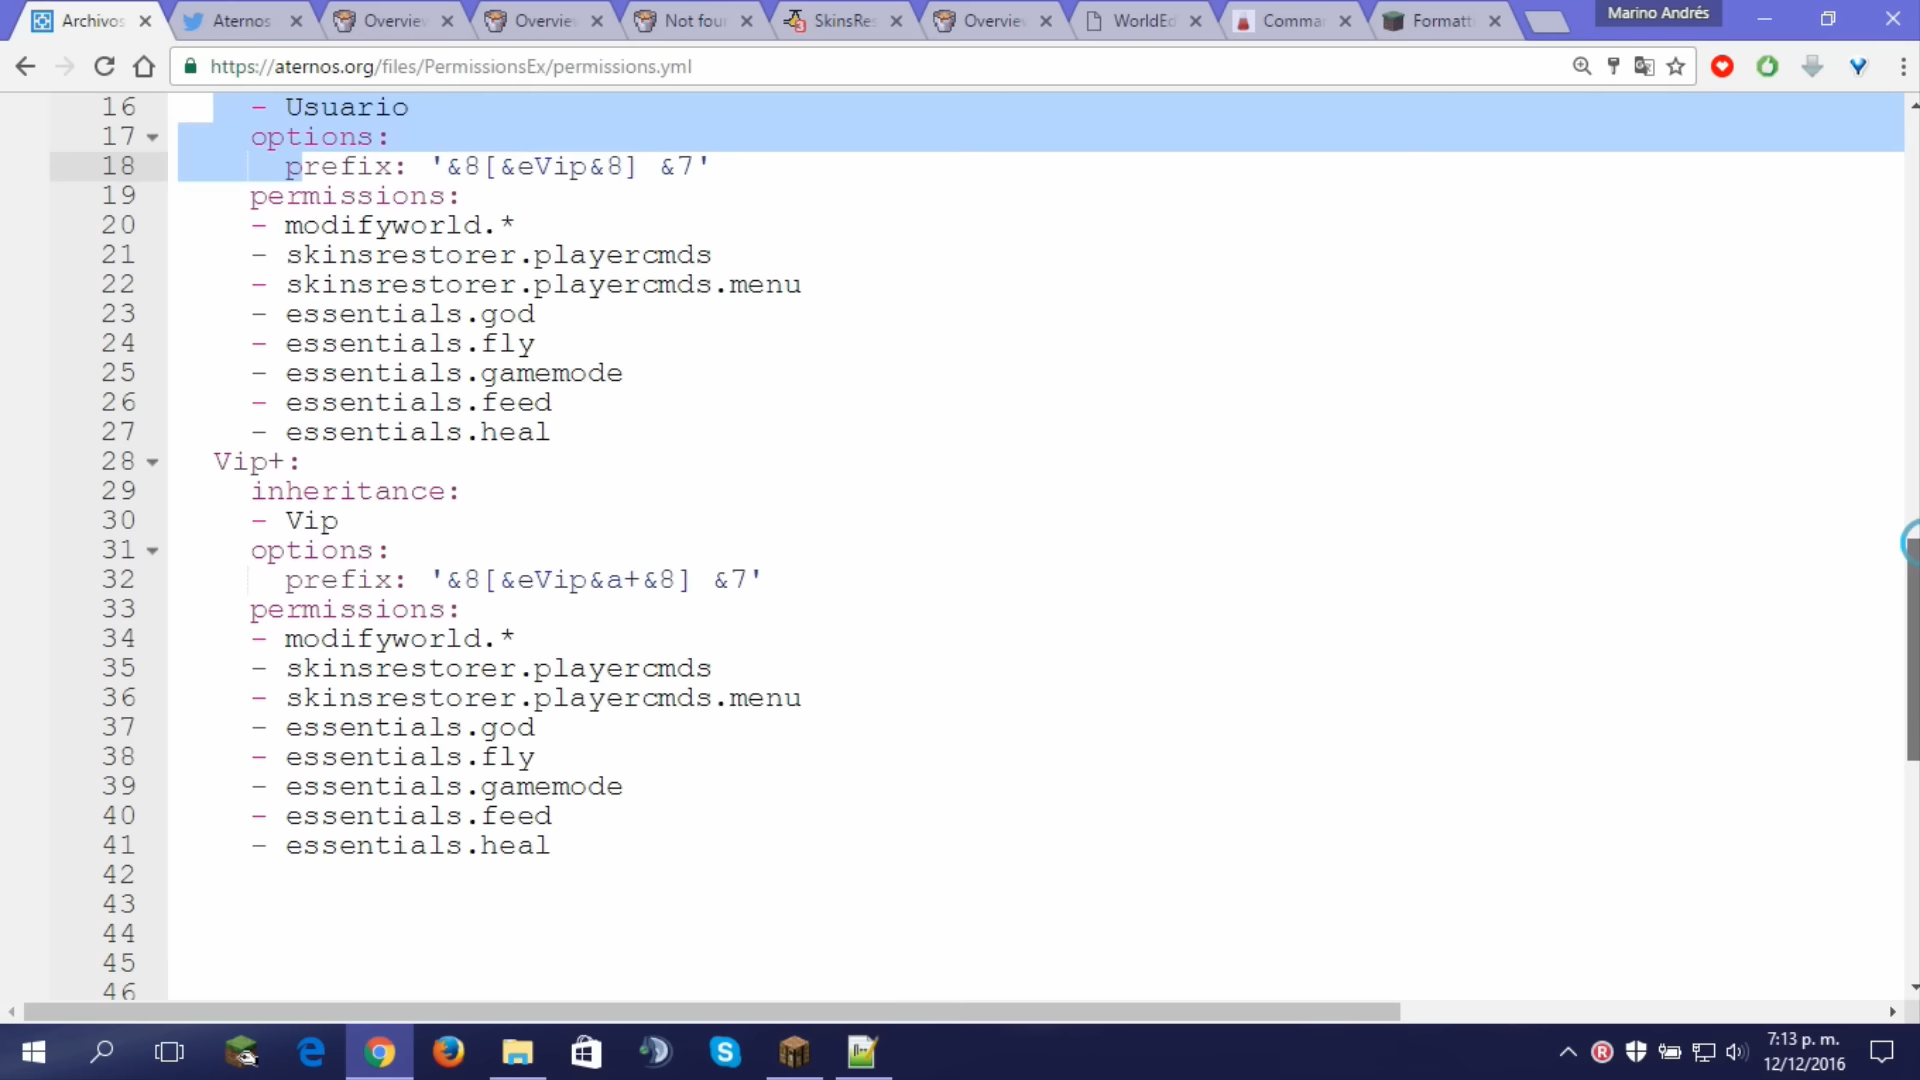 Archivos
Aternos
Overvie
Overvie
Not fou
SkinsRes
Overvie
WorldEd
Comma
Formatt
Marino Andrés
https://aternos.org/files/PermissionsEx/permissions.yml
16 - Usuario
17 options:
18 prefix: '&8[&eVip&8] &7'
19 permissions:
20 - modifyworld.*
21 - skinsrestorer.playercmds
22 - skinsrestorer.playercmds.menu
23 - essentials.god
24 - essentials.fly
25 - essentials.gamemode
26 - essentials.feed
27 - essentials.heal
28 Vip+:
29 inheritance:
30 - Vip
31 options:
32 prefix: '&8[&eVip&a+&8] &7'
33 permissions:
34 - modifyworld.*
35 - skinsrestorer.playercmds
36 - skinsrestorer.playercmds.menu
37 - essentials.god
38 - essentials.fly
39 - essentials.gamemode
40 - essentials.feed
41 - essentials.heal
42
43
44
45
46
7:13 p. m.
12/12/2016